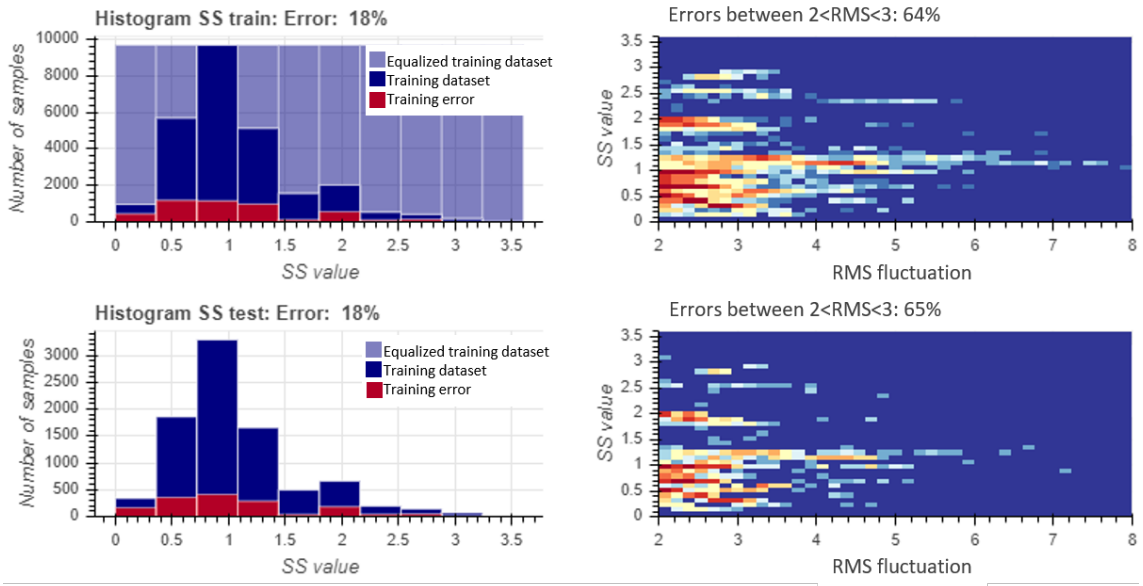 Histogram SS train: Error: 18%
Number of samples
10000
8000
6000
4000
2000
0
Equalized training dataset
Training dataset
Training error
0 0.5 1 1.5 2 2.5 3 3.5
SS value
Errors between 2<RMS<3: 64%
SS value
3.5
3
2.5
2
1.5
1
0.5
0
2 3 4 5 6 7 8
RMS fluctuation
Histogram SS test: Error: 18%
Number of samples
3000
2500
2000
1500
1000
500
0
Equalized training dataset
Training dataset
Training error
0 0.5 1 1.5 2 2.5 3 3.5
SS value
Errors between 2<RMS<3: 65%
SS value
3.5
3
2.5
2
1.5
1
0.5
0
2 3 4 5 6 7 8
RMS fluctuation